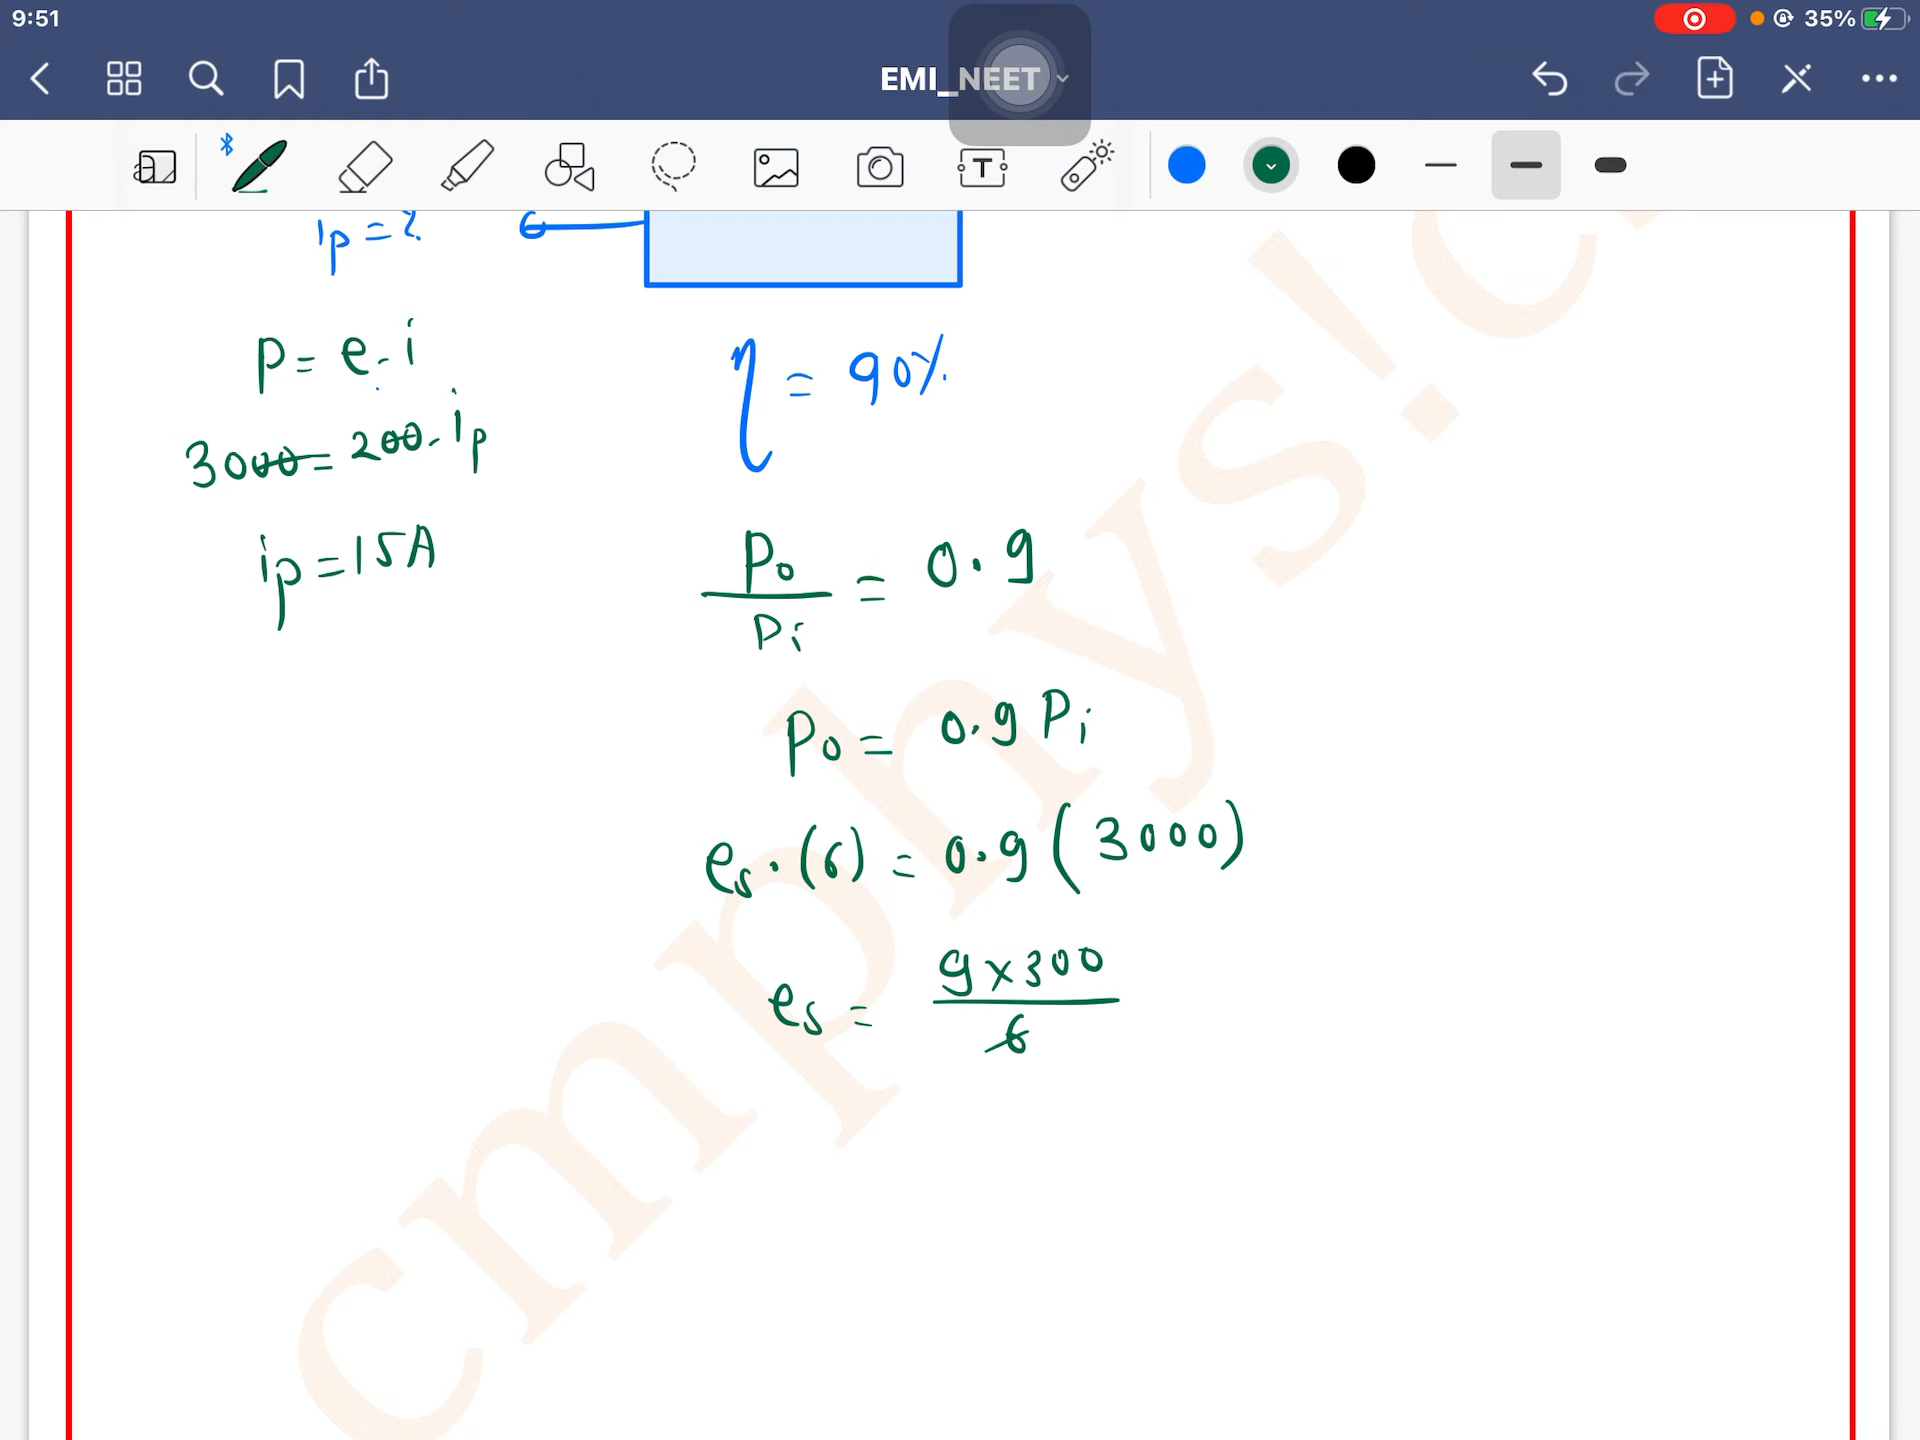 9:51
35%
EMI_NEET
T
ip = ?
P = e.i
3000 = 200.ip
ip = 15A
η = 90%
Po/Pi = 0.9
Po = 0.9 Pi
es.(6) = 0.9 (3000)
es = 9x300/6
cmphys!c